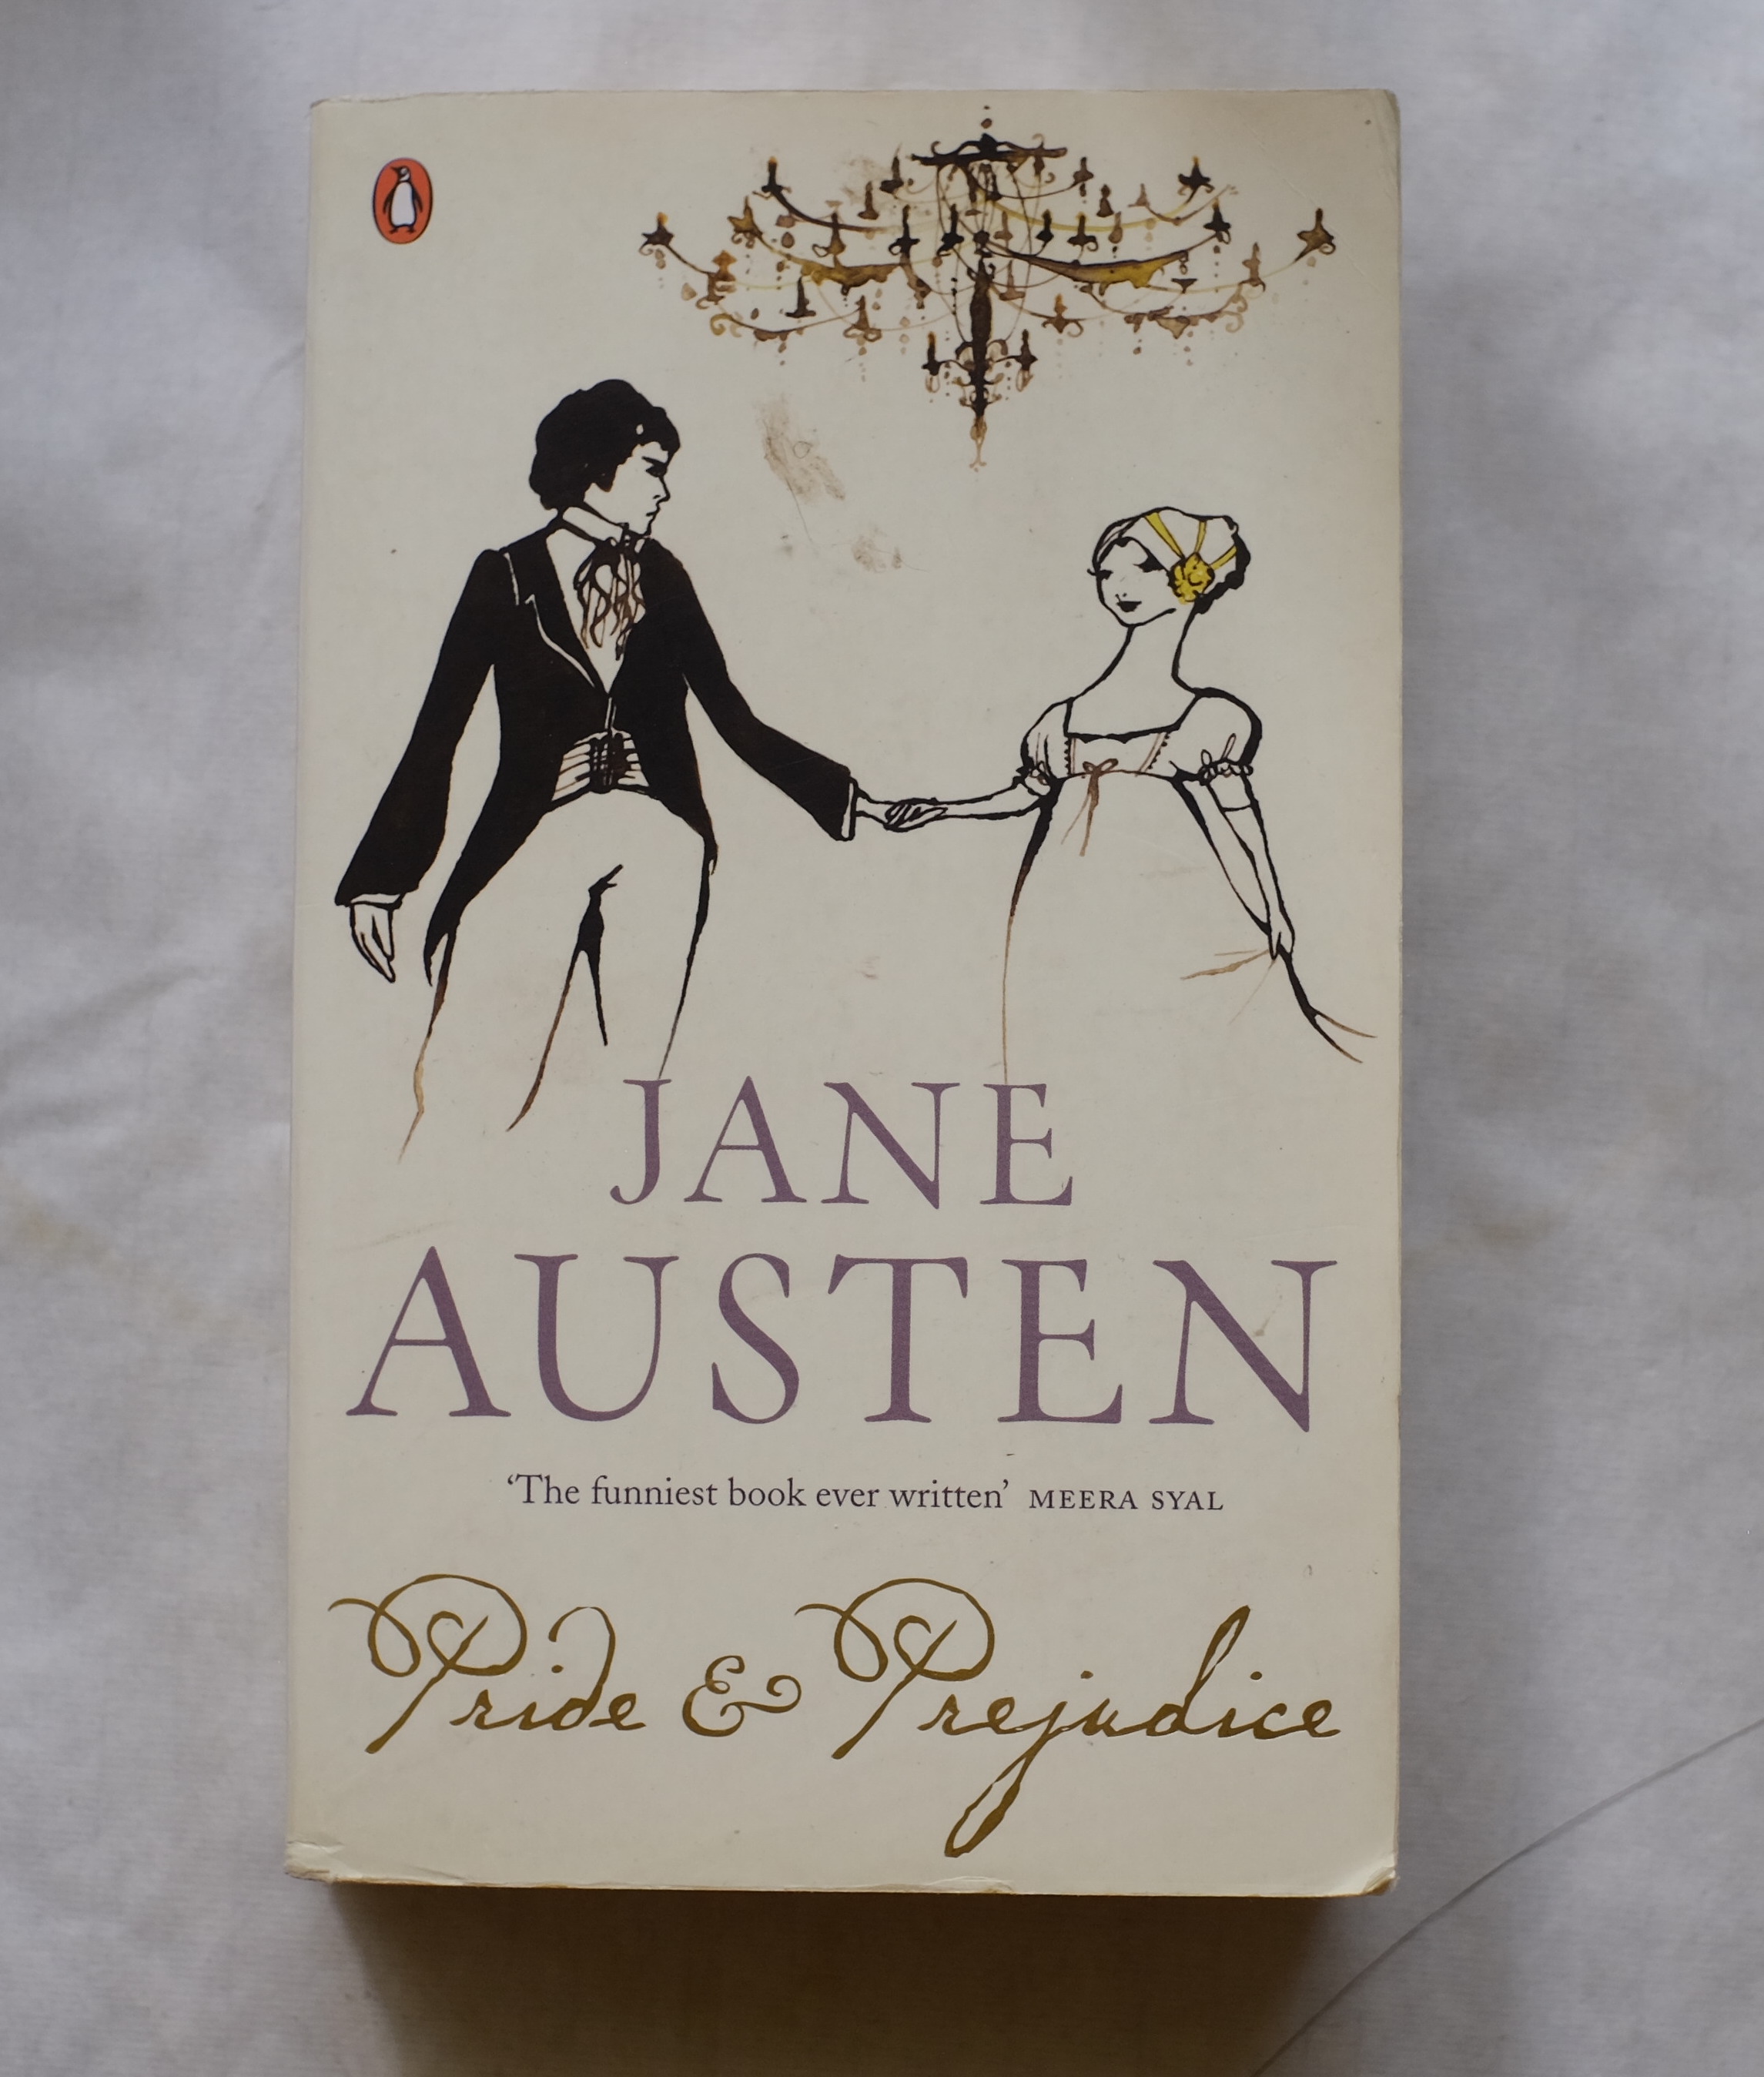 JANE
AUSTEN
‘The funniest book ever written’ MEERA SYAL
Pride & Prejudice